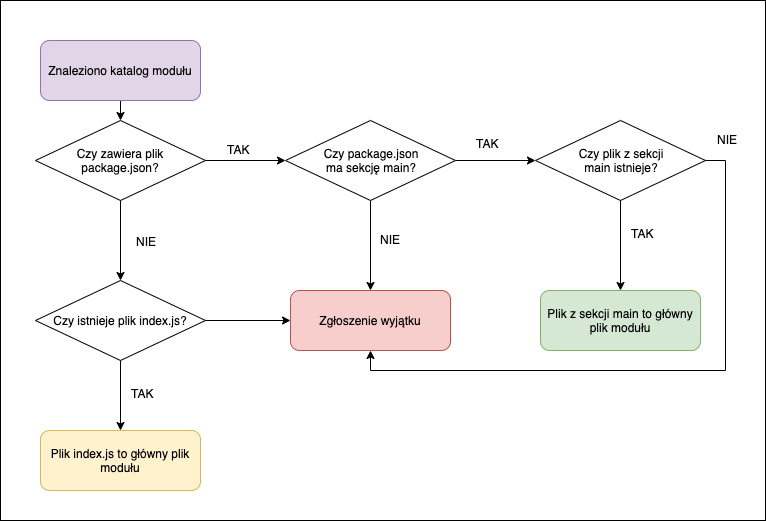 Znaleziono katalog modułu
Czy zawiera plik
package.json?
TAK
Czy package.json
ma sekcję main?
TAK
Czy plik z sekcji
main istnieje?
NIE
NIE
NIE
TAK
Czy istnieje plik index.js?
Zgłoszenie wyjątku
Plik z sekcji main to główny
plik modułu
TAK
Plik index.js to główny plik
modułu